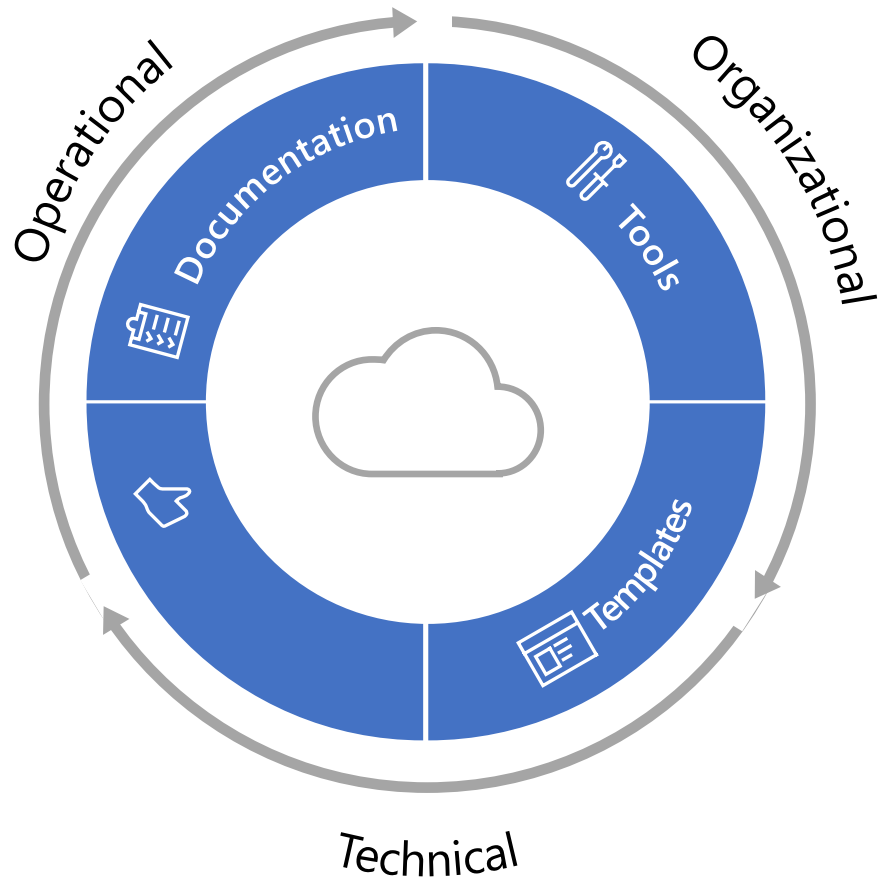 Operational
Organizational
Documentation
Tools
Templates
Technical